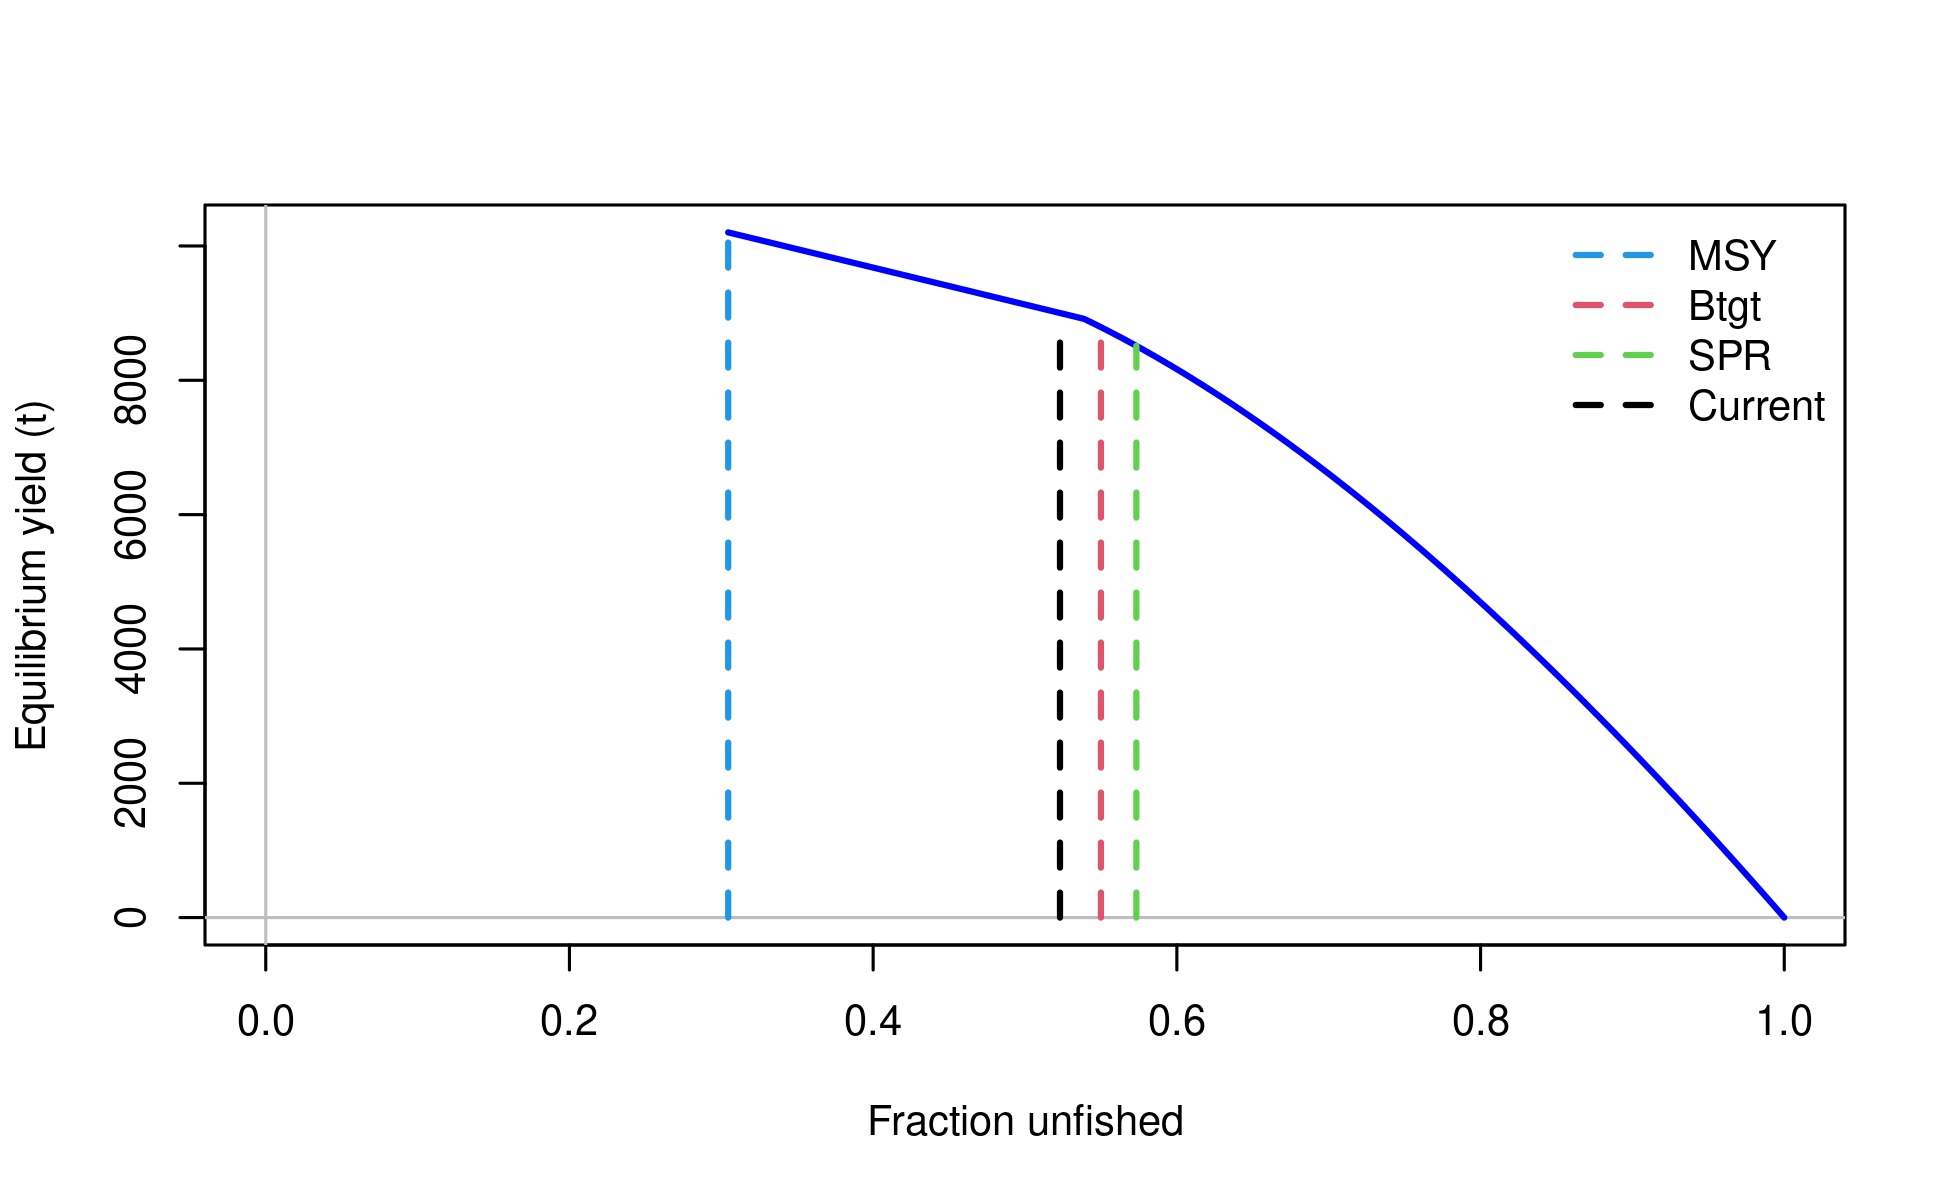 MSY
Btgt
SPR
Current
Equilibrium yield (t)
8000
6000
4000
2000
0
0.0 0.2 0.4 0.6 0.8 1.0
Fraction unfished